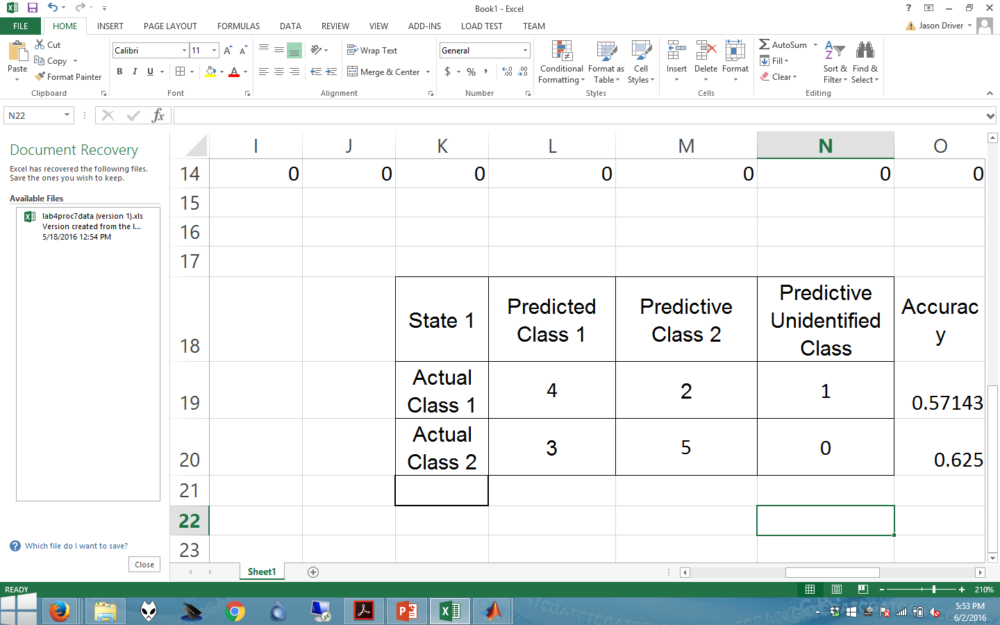 Book1 - Excel
FILE HOME INSERT PAGE LAYOUT FORMULAS DATA REVIEW VIEW ADD-INS LOAD TEST TEAM
Jason Driver
Paste
Cut
Copy
Format Painter
Clipboard
Calibri 11
B I U
Font
Wrap Text
Merge & Center
Alignment
General
$ % ,
Number
Conditional Formatting
Format as Table
Cell Styles
Styles
Insert Delete Format
Cells
AutoSum
Fill
Clear
Sort & Filter
Find & Select
Editing
N22
fx
Document Recovery
Excel has recovered the following files.
Save the ones you wish to keep.
Available Files
lab4proc7data (version 1).xls
Version created from the l...
5/18/2016 12:54 PM
Which file do I want to save?
Close
I J K L M N O
14 0 0 0 0 0 0 0
15
16
17
18 State 1 Predicted Class 1 Predictive Class 2 Predictive Unidentified Class Accuracy
19 Actual Class 1 4 2 1 0.57143
20 Actual Class 2 3 5 0 0.625
21
22
23
Sheet1
READY
210%
5:53 PM
6/2/2016